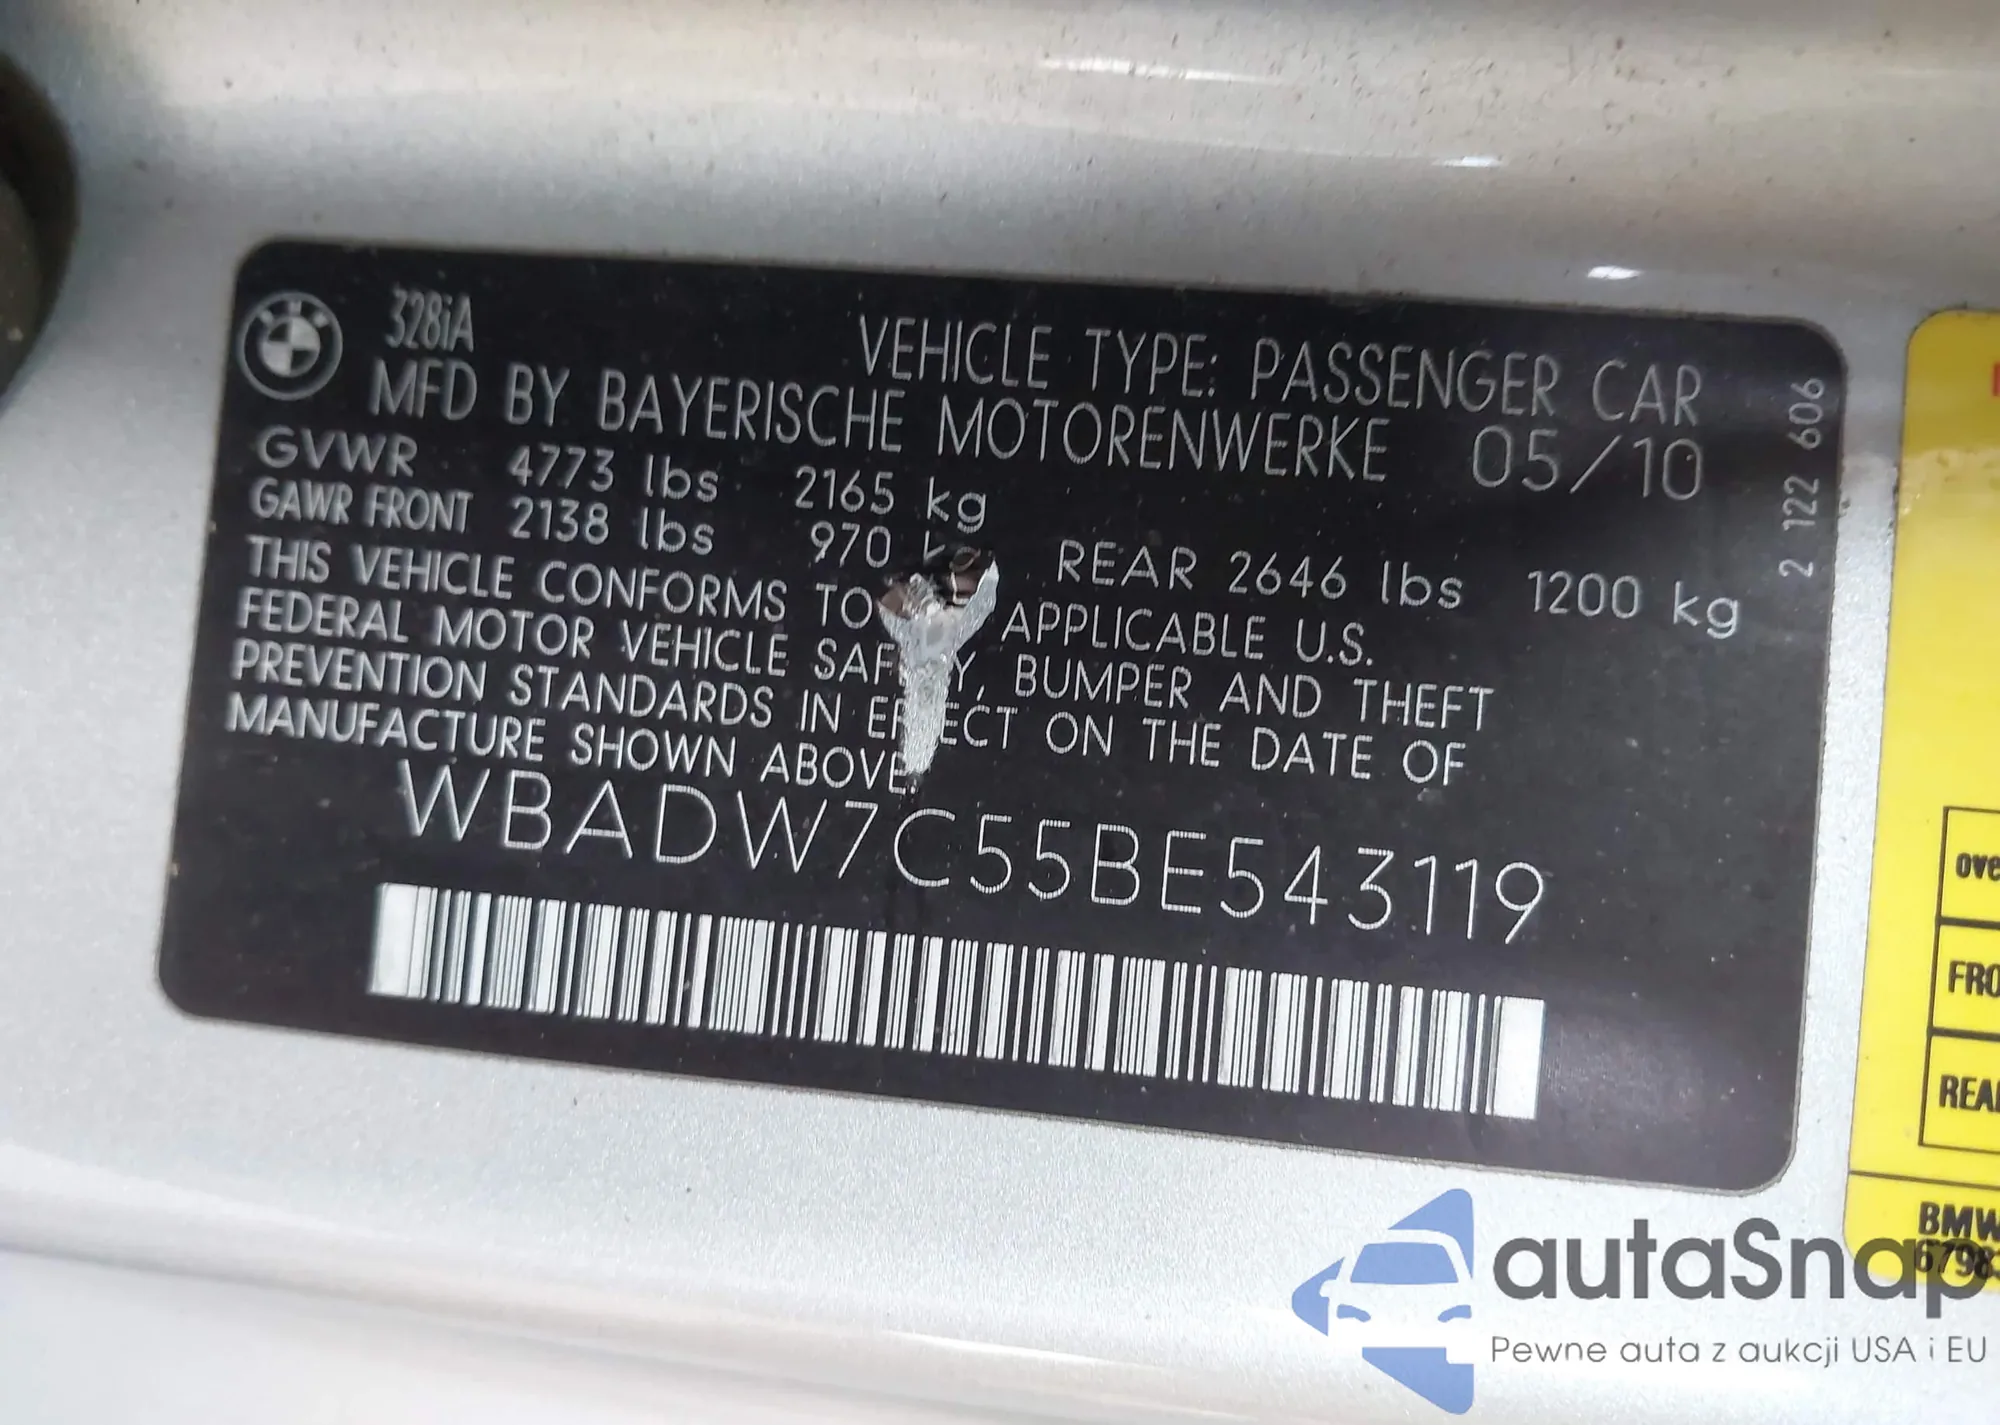 328iA
VEHICLE TYPE: PASSENGER CAR
MFD BY BAYERISCHE MOTORENWERKE 05/10
GVWR 4773 lbs 2165 kg
GAWR FRONT 2138 lbs 970 REAR 2646 lbs 1200 kg
THIS VEHICLE CONFORMS TO APPLICABLE U.S.
FEDERAL MOTOR VEHICLE BUMPER AND THEFT
PREVENTION STANDARDS IN ON THE DATE OF
MANUFACTURE SHOWN ABOVE.
WBADW7C55BE543119
2 122 606
FRO
BMW
autaSnap
Pewne auta z aukcji USA i EU